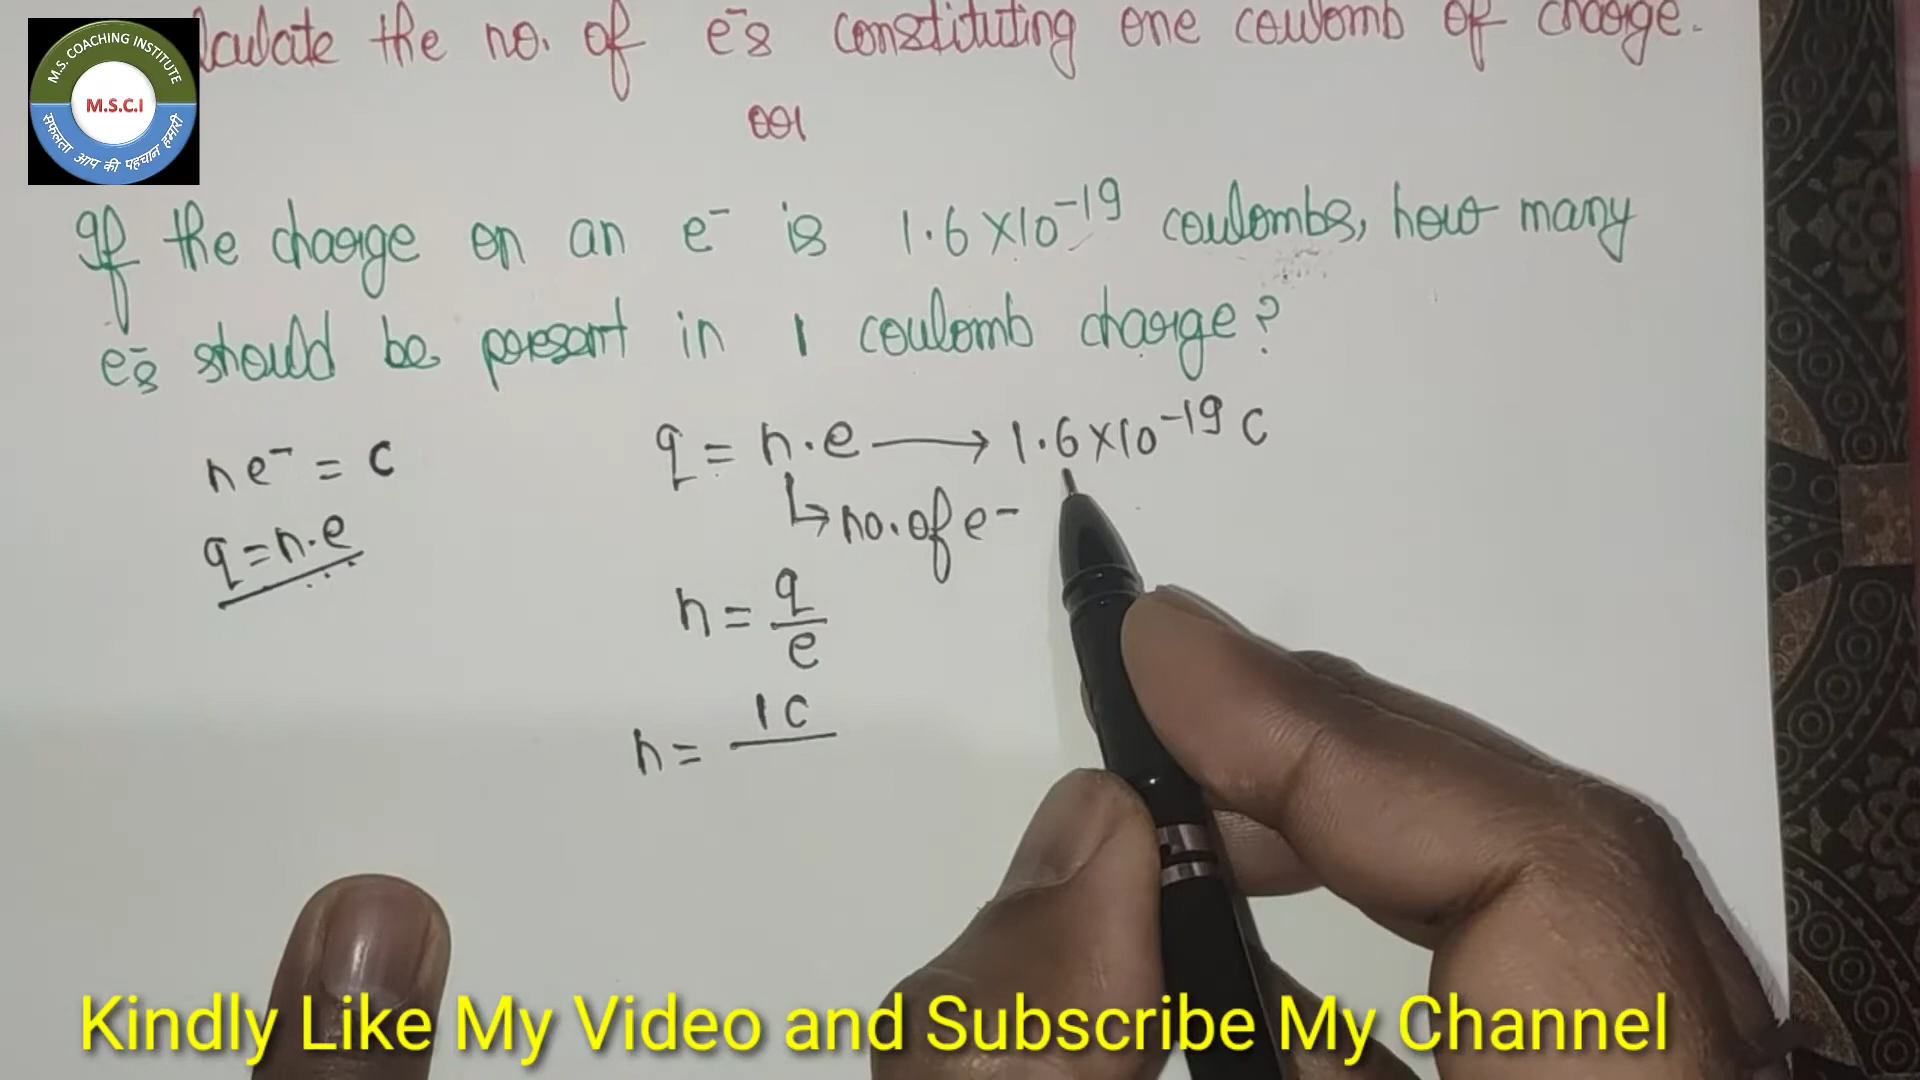 lculate the no. of e⁻s constituting one coulomb of charge.
M.S. COACHING INSTITUTE
M.S.C.I
सफलता आप की पहचान हमारी
or
If the charge on an e⁻ is 1.6×10⁻¹⁹ coulombs, how many
e⁻s should be present in 1 coulomb charge?
ne⁻ = c
q = n.e
q = n.e → 1.6×10⁻¹⁹ C
↳ no. of e⁻
n = q/e
n = 1C
Kindly Like My Video and Subscribe My Channel